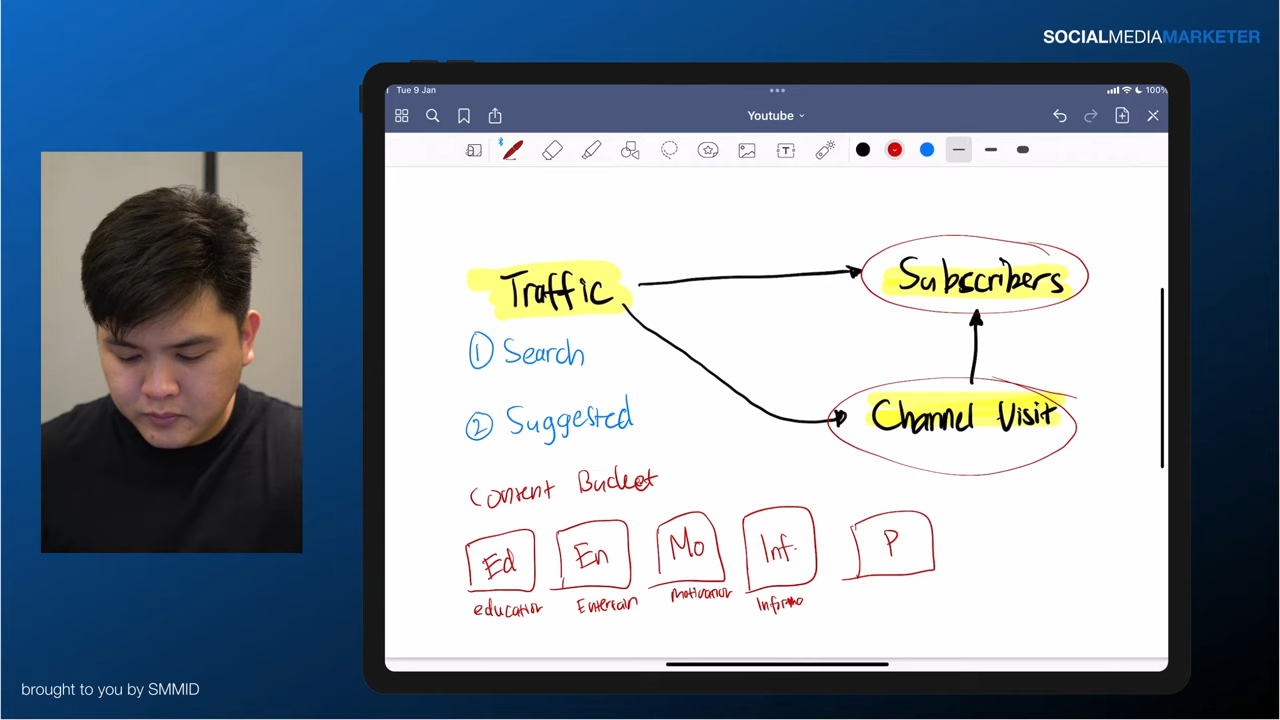 SOCIALMEDIAMARKETER
Tue 9 Jan
100%
Youtube
T
Traffic
Subscribers
① Search
② Suggested
Channel Visit
Content Bucket
Ed
En
Mo
Inf.
P
education
Entertain
motivation
brought to you by SMMID